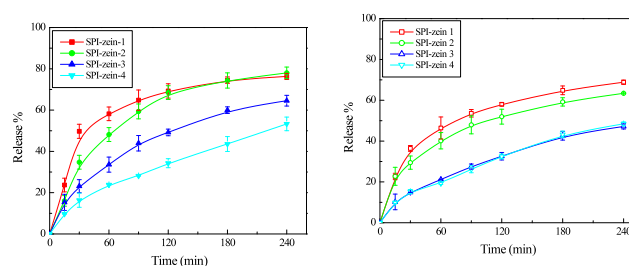 100
80
60
40
20
0
0 60 120 180 240
Release %
Time (min)
SPI-zein-1
SPI-zein-2
SPI-zein-3
SPI-zein-4
100
80
60
40
20
0
0 60 120 180 240
Release %
Time (min)
SPI-zein 1
SPI-zein 2
SPI-zein 3
SPI-zein 4